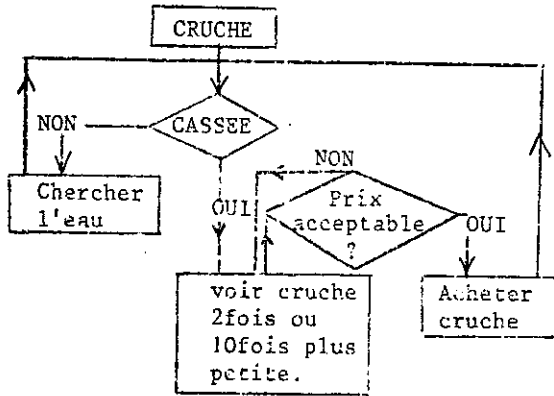 CRUCHE
NON
CASSEE
NON
Chercher
l'eau
OUI
Prix
acceptable
?
OUI
voir cruche
2fois ou
10fois plus
petite.
Acheter
cruche